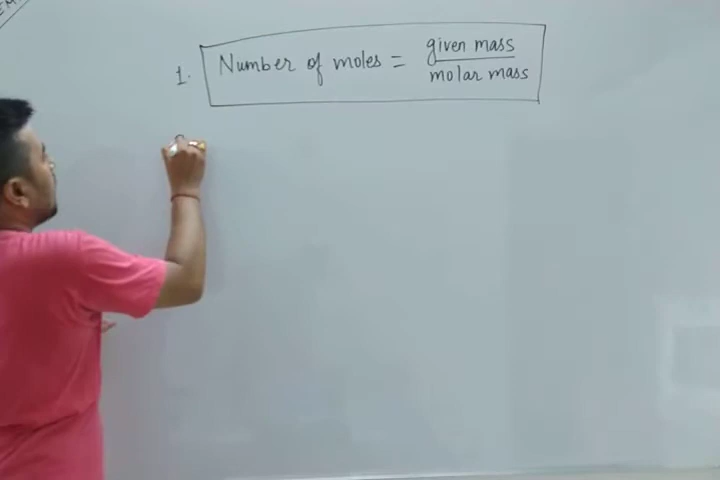 1. Number of moles = given mass / molar mass